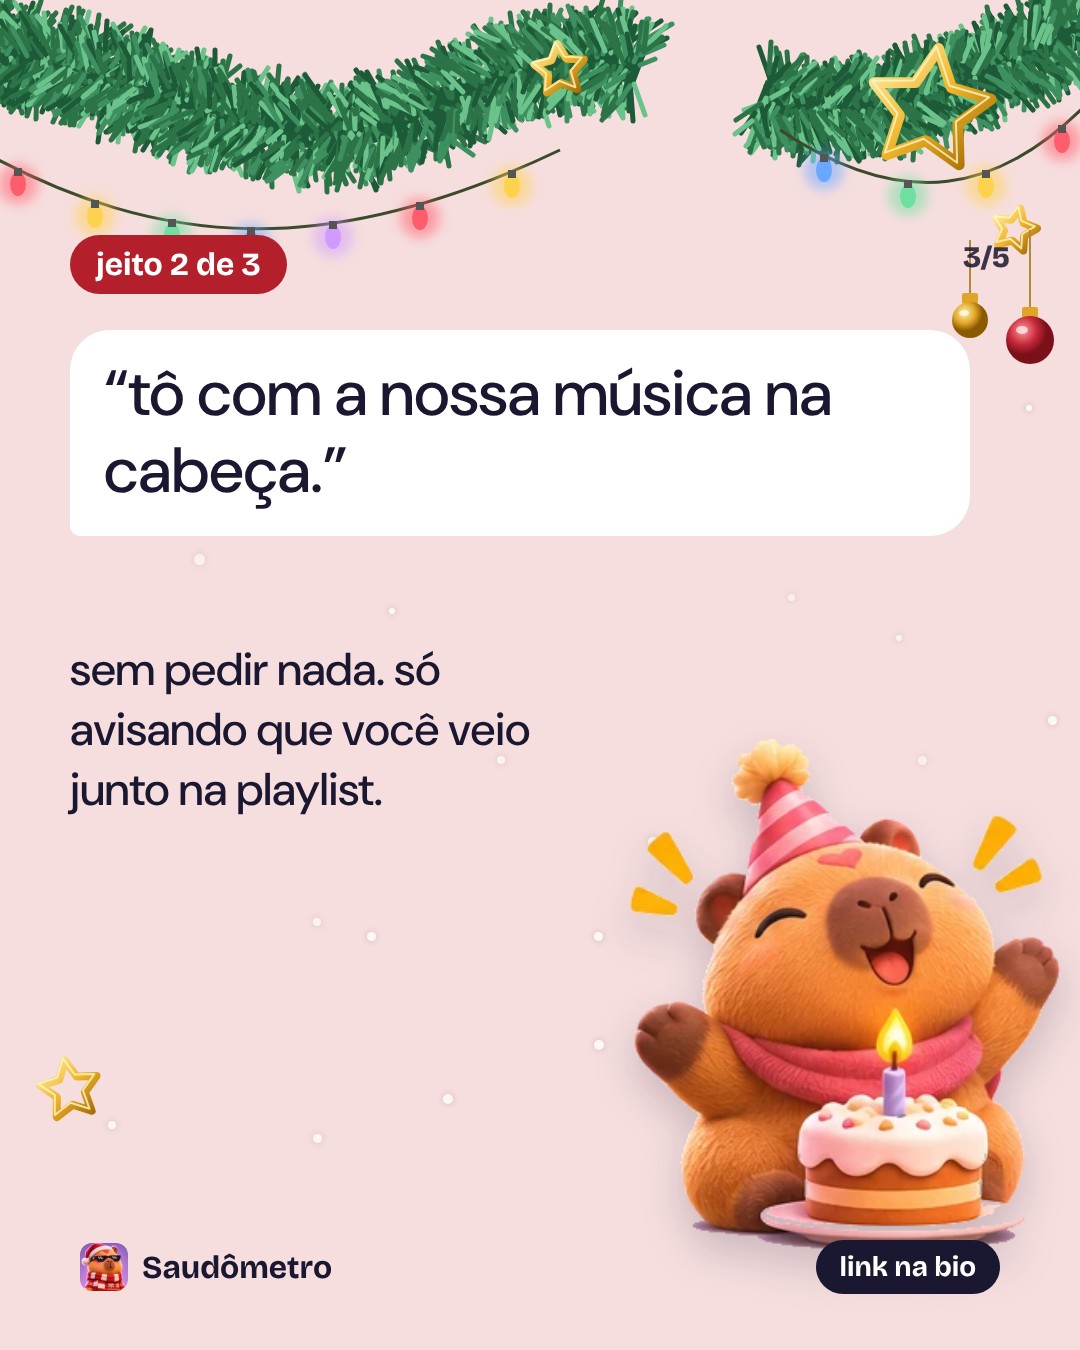 jeito 2 de 3
3/5
“tô com a nossa música na
cabeça.”
sem pedir nada. só
avisando que você veio
junto na playlist.
Saudômetro
link na bio